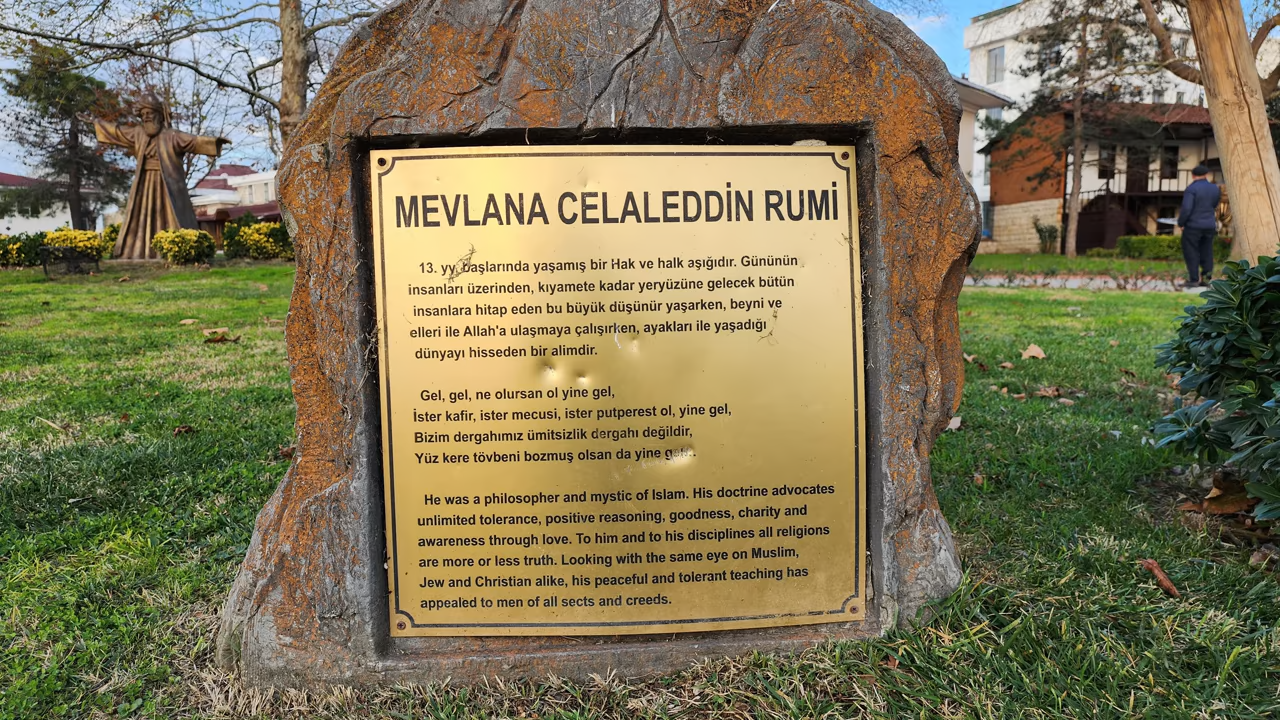 MEVLANA CELALEDDİN RUMİ
13. yy. başlarında yaşamış bir Hak ve halk aşığıdır. Gününün
insanları üzerinden, kıyamete kadar yeryüzüne gelecek bütün
insanlara hitap eden bu büyük düşünür yaşarken, beyni ve
elleri ile Allah'a ulaşmaya çalışırken, ayakları ile yaşadığı
dünyayı hisseden bir alimdir.
Gel, gel, ne olursan ol yine gel,
İster kafir, ister mecusi, ister putperest ol, yine gel,
Bizim dergahımız ümitsizlik dergahı değildir,
Yüz kere tövbeni bozmuş olsan da yine
He was a philosopher and mystic of Islam. His doctrine advocates
unlimited tolerance, positive reasoning, goodness, charity and
awareness through love. To him and to his disciplines all religions
are more or less truth. Looking with the same eye on Muslim,
Jew and Christian alike, his peaceful and tolerant teaching has
appealed to men of all sects and creeds.